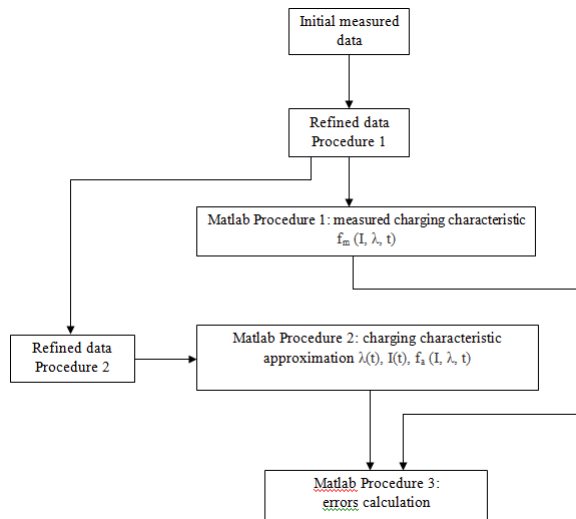 Initial measured
data
Refined data
Procedure 1
Matlab Procedure 1: measured charging characteristic
fₘ (I, λ, t)
Refined data
Procedure 2
Matlab Procedure 2: charging characteristic
approximation λ(t), I(t), fₐ (I, λ, t)
Matlab Procedure 3:
errors calculation